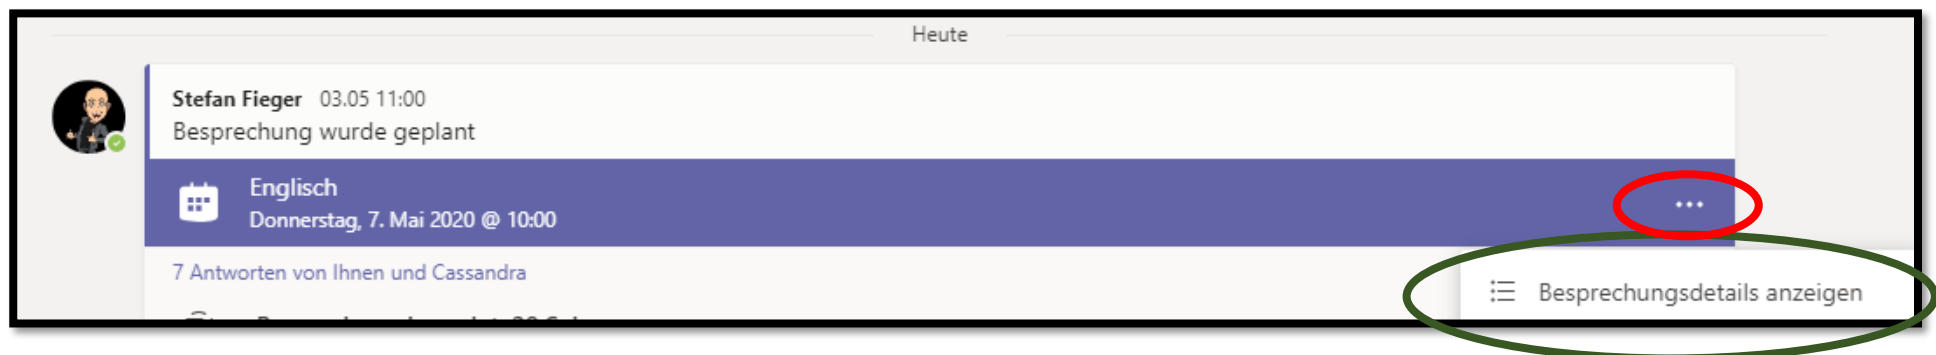 Heute
Stefan Fieger 03.05 11:00
Besprechung wurde geplant
Englisch
Donnerstag, 7. Mai 2020 @ 10:00
7 Antworten von Ihnen und Cassandra
Besprechungsdetails anzeigen